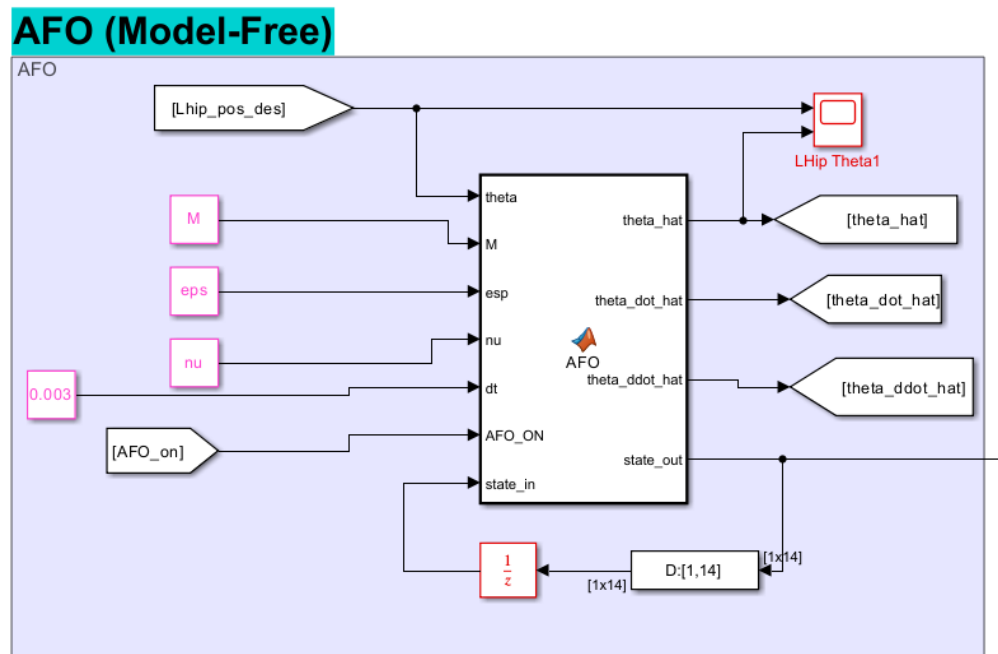 AFO (Model-Free)
AFO
[Lhip_pos_des]
LHip Theta1
theta
M
M
eps
esp
nu
nu
0.003
dt
[AFO_on]
AFO_ON
state_in
AFO
theta_hat
[theta_hat]
theta_dot_hat
[theta_dot_hat]
theta_ddot_hat
[theta_ddot_hat]
state_out
1
z
[1x14]
D:[1,14]
[1x14]